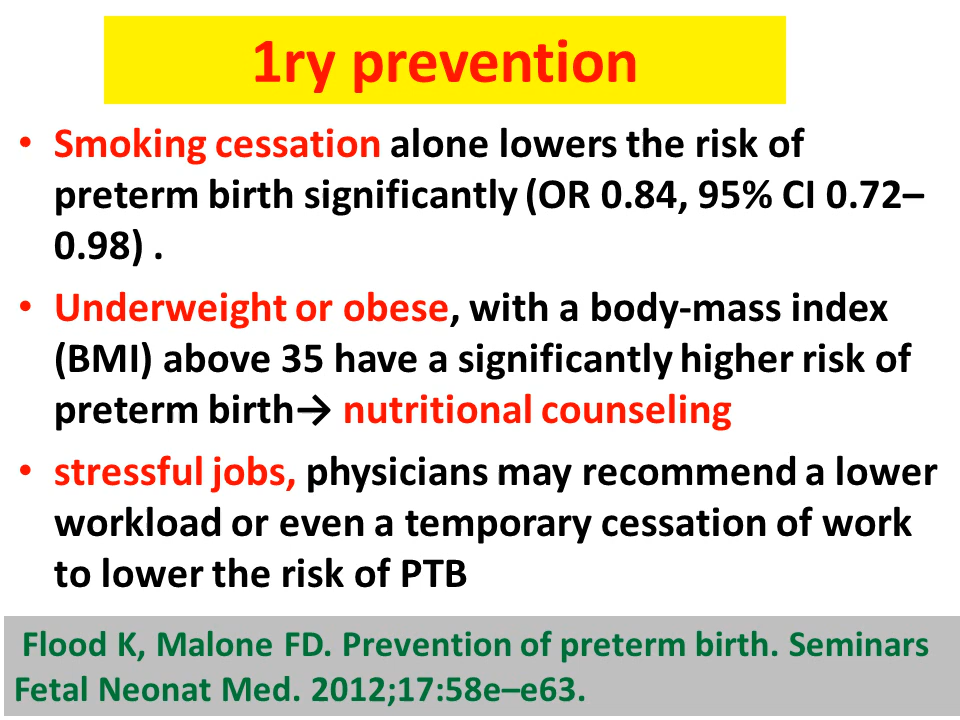 1ry prevention
• Smoking cessation alone lowers the risk of
preterm birth significantly (OR 0.84, 95% CI 0.72–
0.98) .
• Underweight or obese, with a body-mass index
(BMI) above 35 have a significantly higher risk of
preterm birth→ nutritional counseling
• stressful jobs, physicians may recommend a lower
workload or even a temporary cessation of work
to lower the risk of PTB
Flood K, Malone FD. Prevention of preterm birth. Seminars
Fetal Neonat Med. 2012;17:58e–e63.